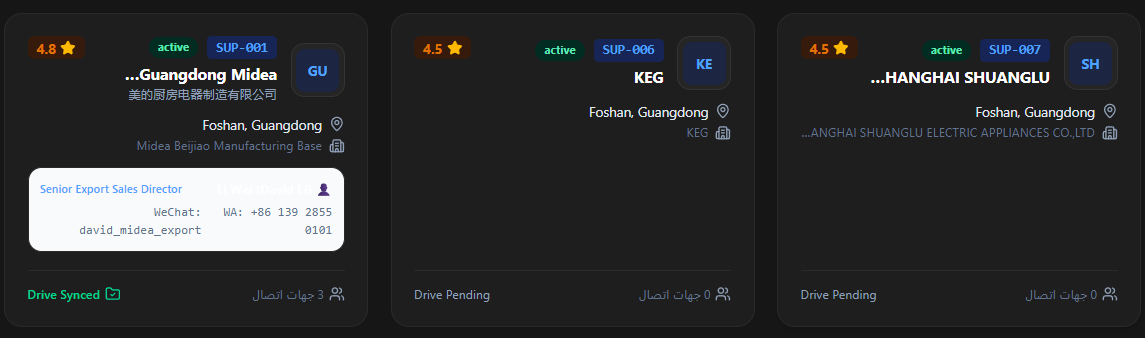 4.8
active
SUP-001
GU
...Guangdong Midea
美的厨房电器制造有限公司
Foshan, Guangdong
Midea Beijiao Manufacturing Base
Senior Export Sales Director
WeChat:
david_midea_export
WA: +86 139 2855
0101
Drive Synced
3 جهات اتصال
4.5
active
SUP-006
KE
KEG
Foshan, Guangdong
KEG
Drive Pending
0 جهات اتصال
4.5
active
SUP-007
SH
...HANGHAI SHUANGLU
Foshan, Guangdong
...ANGHAI SHUANGLU ELECTRIC APPLIANCES CO.,LTD
Drive Pending
0 جهات اتصال